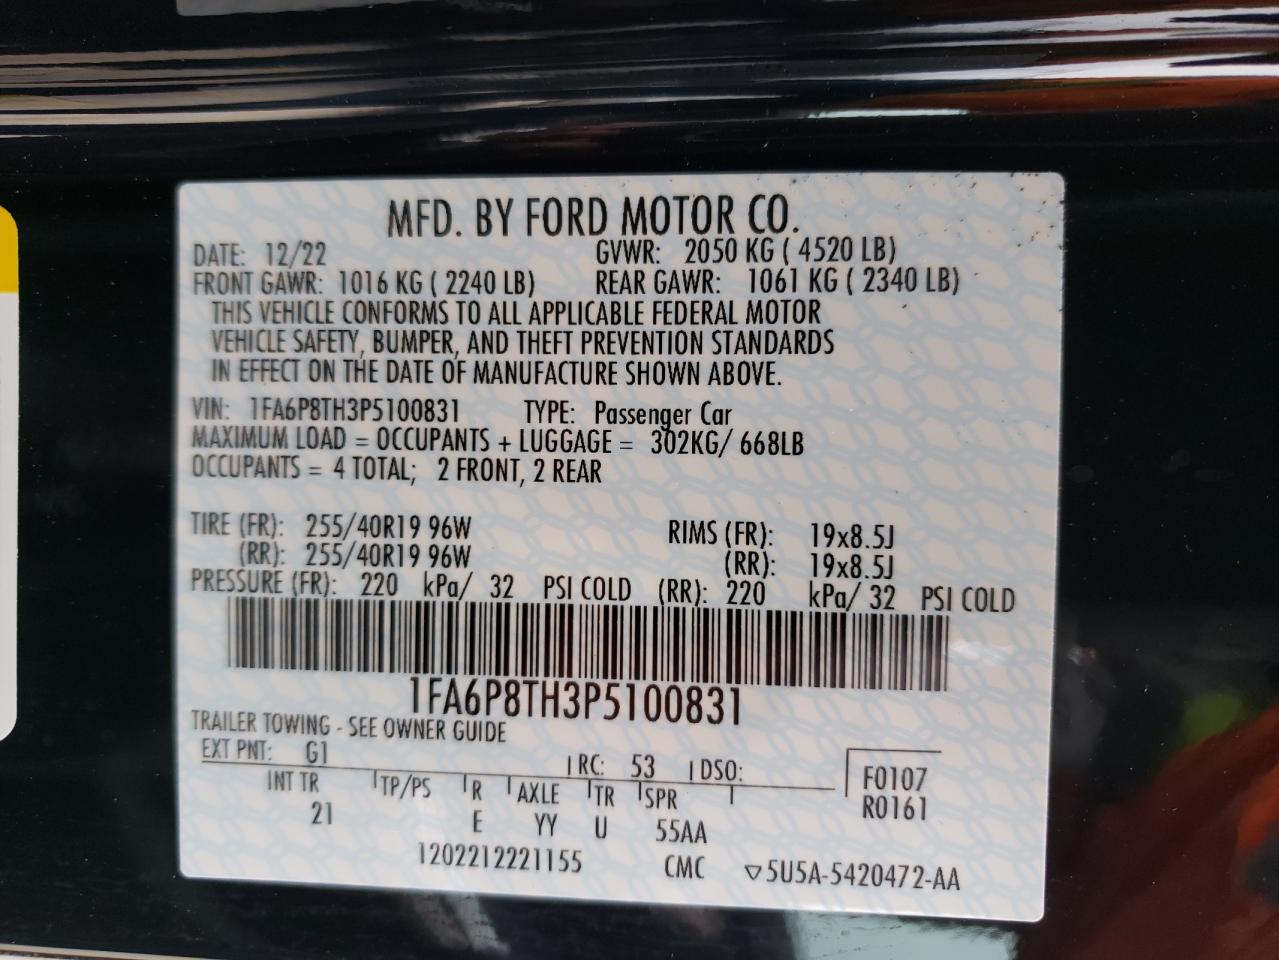 MFD. BY FORD MOTOR CO.
DATE: 12/22 GVWR: 2050 KG ( 4520 LB)
FRONT GAWR: 1016 KG ( 2240 LB) REAR GAWR: 1061 KG ( 2340 LB)
THIS VEHICLE CONFORMS TO ALL APPLICABLE FEDERAL MOTOR
VEHICLE SAFETY, BUMPER, AND THEFT PREVENTION STANDARDS
IN EFFECT ON THE DATE OF MANUFACTURE SHOWN ABOVE.
VIN: 1FA6P8TH3P5100831 TYPE: Passenger Car
MAXIMUM LOAD = OCCUPANTS + LUGGAGE = 302KG/ 668LB
OCCUPANTS = 4 TOTAL; 2 FRONT, 2 REAR
TIRE (FR): 255/40R19 96W RIMS (FR): 19x8.5J
(RR): 255/40R19 96W (RR): 19x8.5J
PRESSURE (FR): 220 kPa/ 32 PSI COLD (RR): 220 kPa/ 32 PSI COLD
1FA6P8TH3P5100831
TRAILER TOWING - SEE OWNER GUIDE
EXT PNT: G1 RC: 53 DSO: F0107
INT TR TP/PS R AXLE TR SPR R0161
21 E YY U 55AA
1202212221155 CMC ▽5U5A-5420472-AA